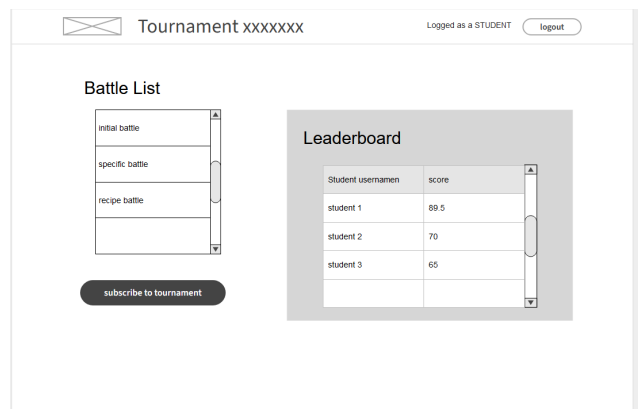 Tournament xxxxxxx
Logged as a STUDENT
logout
Battle List
initial battle
specific battle
recipe battle
subscribe to tournament
Leaderboard
Student usernamen score
student 1 89.5
student 2 70
student 3 65